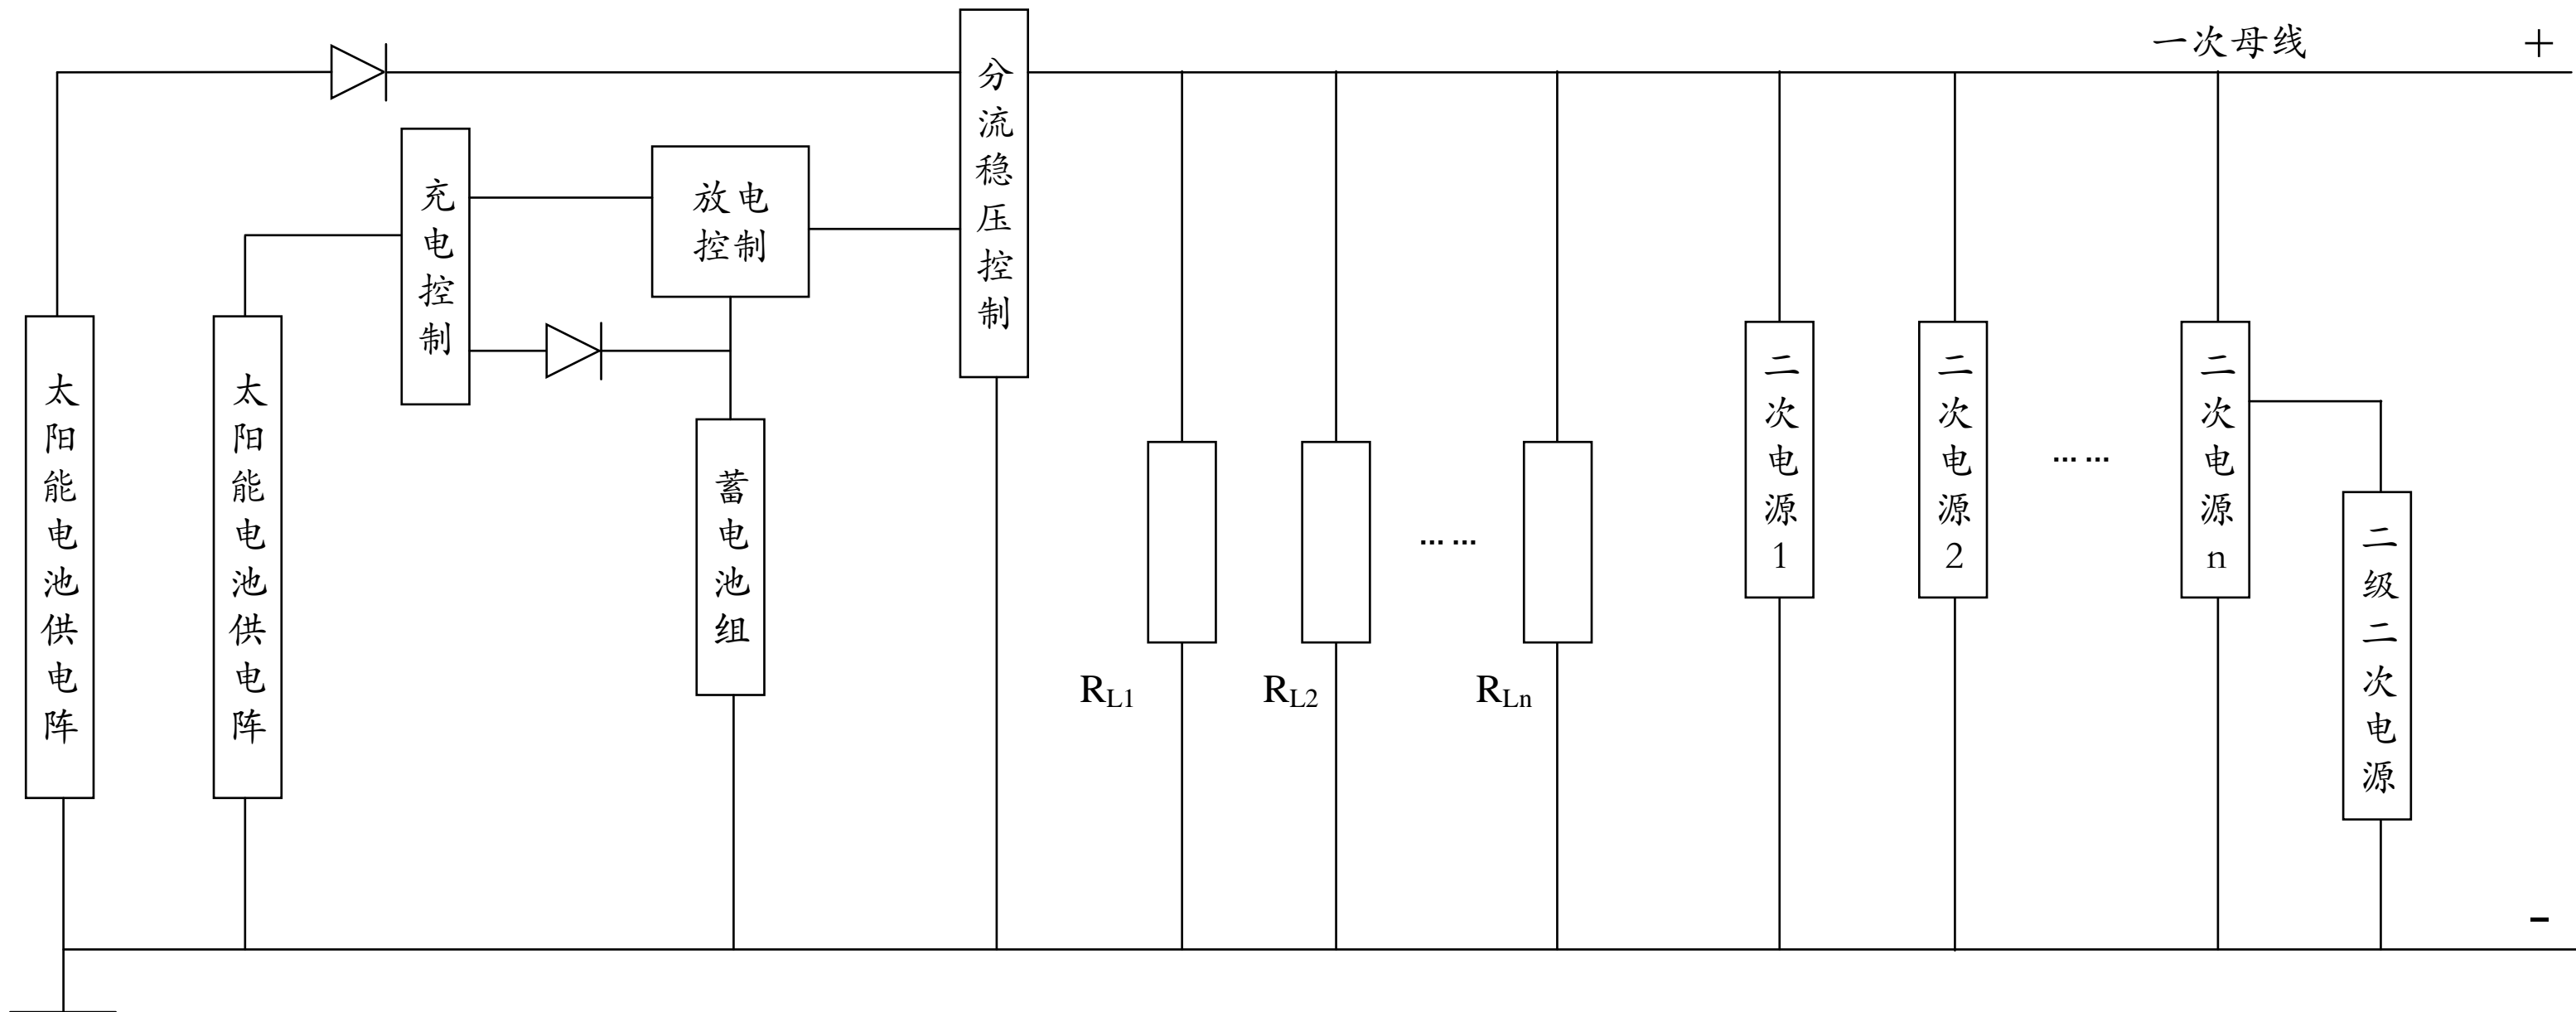 一次母线
+
分流稳压控制
充电控制
放电
控制
太阳能电池供电阵
太阳能电池供电阵
蓄电池组
二次电源1
二次电源2
……
二次电源n
……
二级二次电源
RL1
RL2
RLn
-